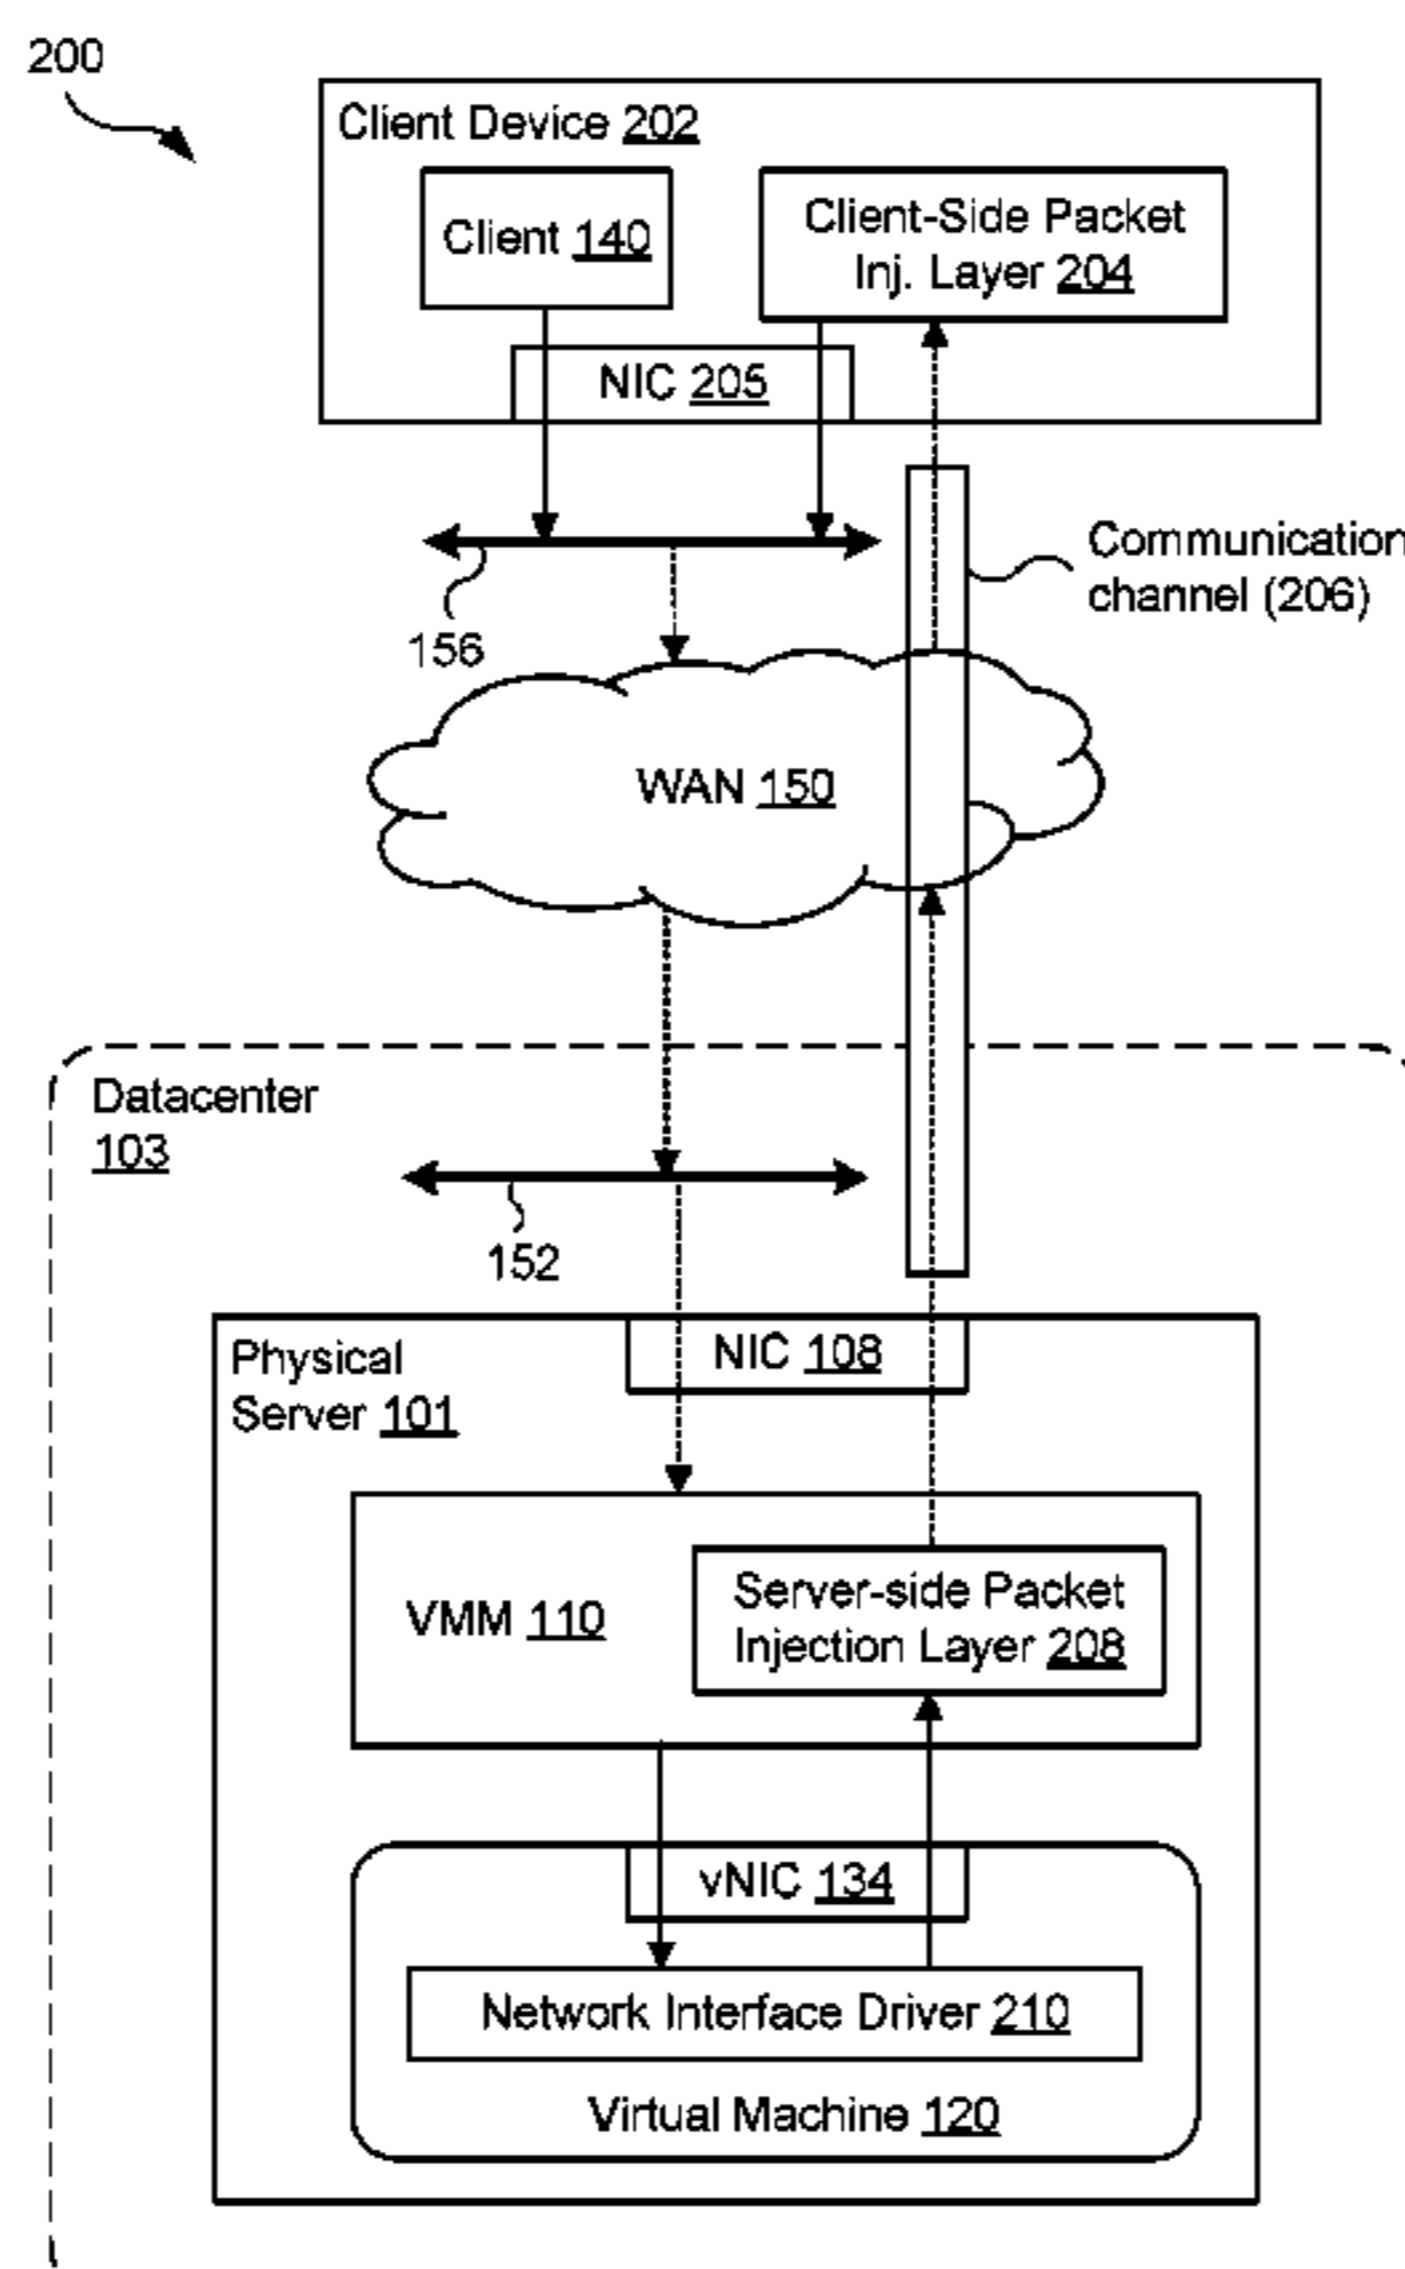 200
Client Device 202
Client 140
Client-Side Packet
Inj. Layer 204
NIC 205
Communication
channel (206)
156
WAN 150
Datacenter
103
152
NIC 108
Physical
Server 101
VMM 110
Server-side Packet
Injection Layer 208
vNIC 134
Network Interface Driver 210
Virtual Machine 120